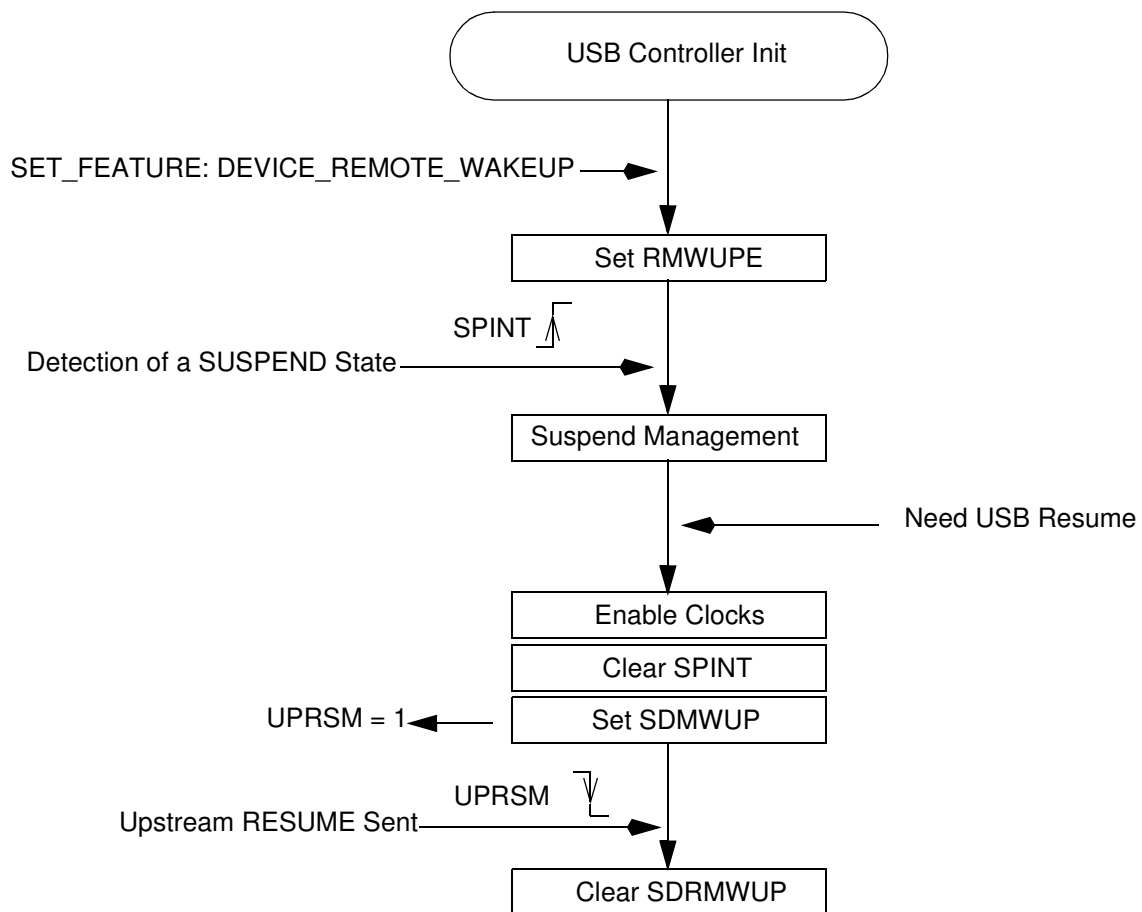 USB Controller Init
SET_FEATURE: DEVICE_REMOTE_WAKEUP
Set RMWUPE
SPINT
Detection of a SUSPEND State
Suspend Management
Need USB Resume
Enable Clocks
Clear SPINT
UPRSM = 1
Set SDMWUP
UPRSM
Upstream RESUME Sent
Clear SDRMWUP